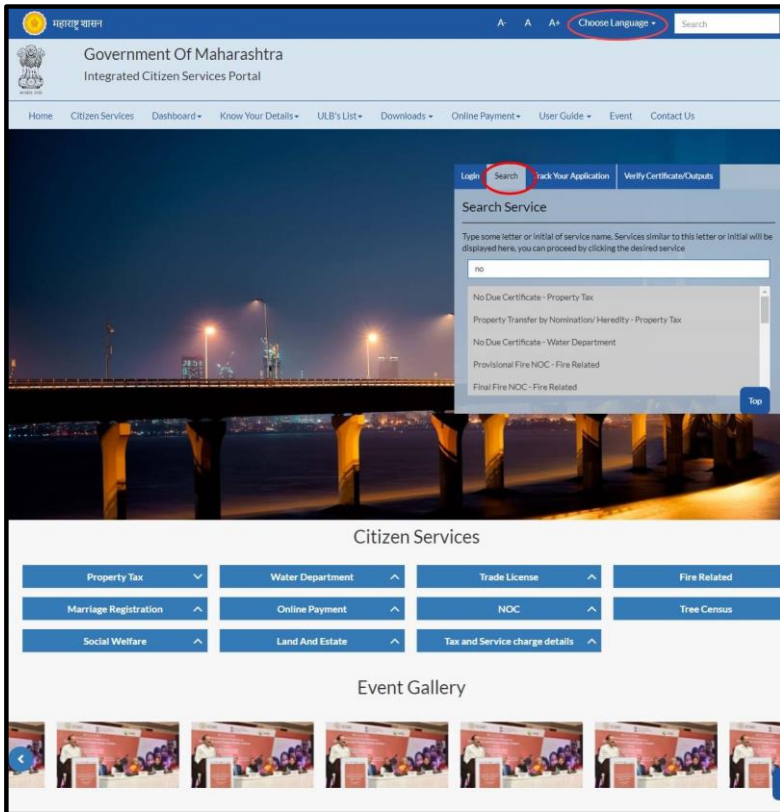 महाराष्ट्र शासन
A- A A+ Choose Language Search
Government Of Maharashtra
Integrated Citizen Services Portal
Home Citizen Services Dashboard Know Your Details ULB's List Downloads Online Payment User Guide Event Contact Us
Login Search Track Your Application Verify Certificate/Outputs
Search Service
Type some letter or initial of service name. Services similar to this letter or initial will be
displayed here, you can proceed by clicking the desired service
no
No Due Certificate - Property Tax
Property Transfer by Nomination/ Heredity - Property Tax
No Due Certificate - Water Department
Provisional Fire NOC - Fire Related
Final Fire NOC - Fire Related
Top
Citizen Services
Property Tax Water Department Trade License Fire Related
Marriage Registration Online Payment NOC Tree Census
Social Welfare Land And Estate Tax and Service charge details
Event Gallery